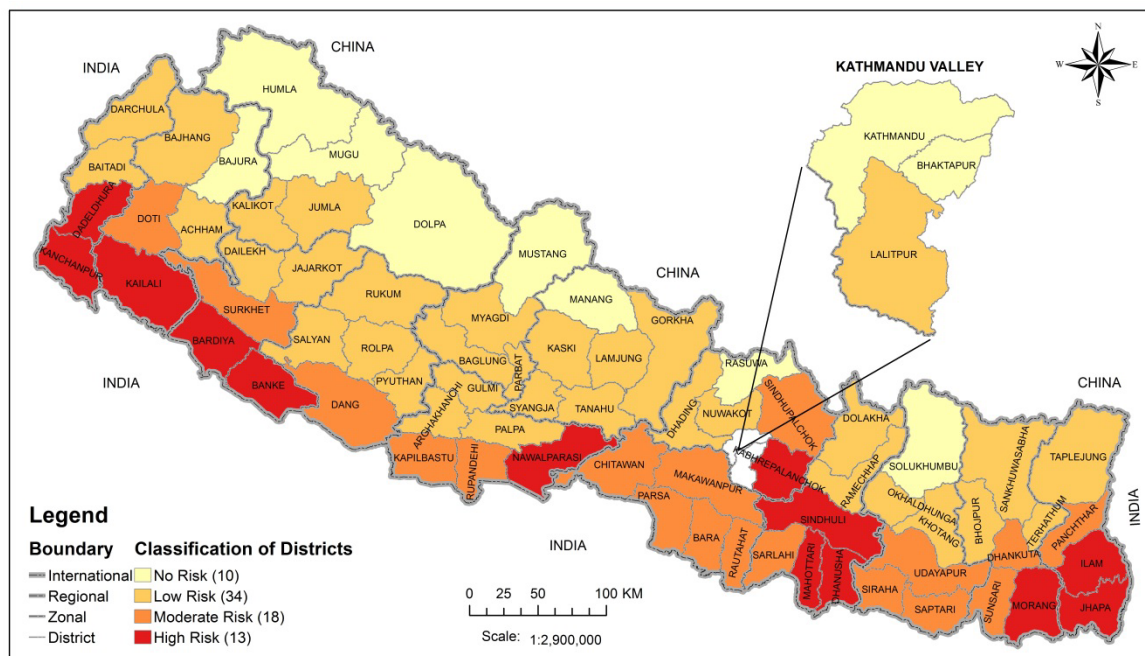 CHINA
INDIA
KATHMANDU VALLEY
N
W
E
S
HUMLA
DARCHULA
BAJHANG
KATHMANDU
BHAKTAPUR
MUGU
BAJURA
BAITADI
DADELDHURA
DOTI
ACHHAM
KALIKOT
JUMLA
DOLPA
LALITPUR
KANCHANPUR
KAILALI
DAILEKH
JAJARKOT
MUSTANG
CHINA
MANANG
SURKHET
RUKUM
MYAGDI
GORKHA
BARDIYA
SALYAN
ROLPA
BAGLUNG
PARBAT
KASKI
LAMJUNG
RASUWA
SINDHUPALCHOK
INDIA
BANKE
DANG
PYUTHAN
GULMI
ARGHAKHANCHI
SYANGJA
TANAHU
DHADING
NUWAKOT
DOLAKHA
CHINA
PALPA
KAPILBASTU
RUPANDEHI
NAWALPARASI
CHITAWAN
MAKAWANPUR
KABHREPALANCHOK
RAMECHHAP
SOLUKHUMBU
SANKHUWASABHA
TAPLEJUNG
OKHALDHUNGA
KHOTANG
BHOJPUR
TERHATHUM
PANCHTHAR
INDIA
PARSA
BARA
RAUTAHAT
SARLAHI
SINDHULI
MAHOTTARI
DHANUSHA
SIRAHA
UDAYAPUR
SAPTARI
DHANKUTA
SUNSARI
MORANG
ILAM
JHAPA
INDIA
Legend
Boundary
International
Regional
Zonal
District
Classification of Districts
No Risk (10)
Low Risk (34)
Moderate Risk (18)
High Risk (13)
0 20 40 60 80 100 KM
Scale: 1:2,900,000